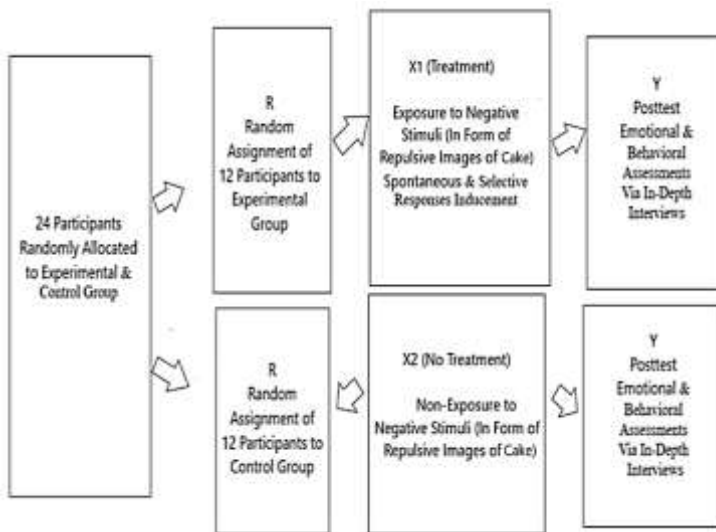 24 Participants
Randomly Allocated
to Experimental &
Control Group
R
Random
Assignment of
12 Participants to
Experimental
Group
X1 (Treatment)
Exposure to Negative
Stimuli (In Form of
Repulsive Images of Cake)
Spontaneous & Selective
Responses Inducement
Y
Posttest
Emotional &
Behavioral
Assessments
Via In-Depth
Interviews
R
Random
Assignment of
12 Participants to
Control Group
X2 (No Treatment)
Non-Exposure to
Negative Stimuli (In Form of
Repulsive Images of Cake)
Y
Posttest
Emotional &
Behavioral
Assessments
Via In-Depth
Interviews